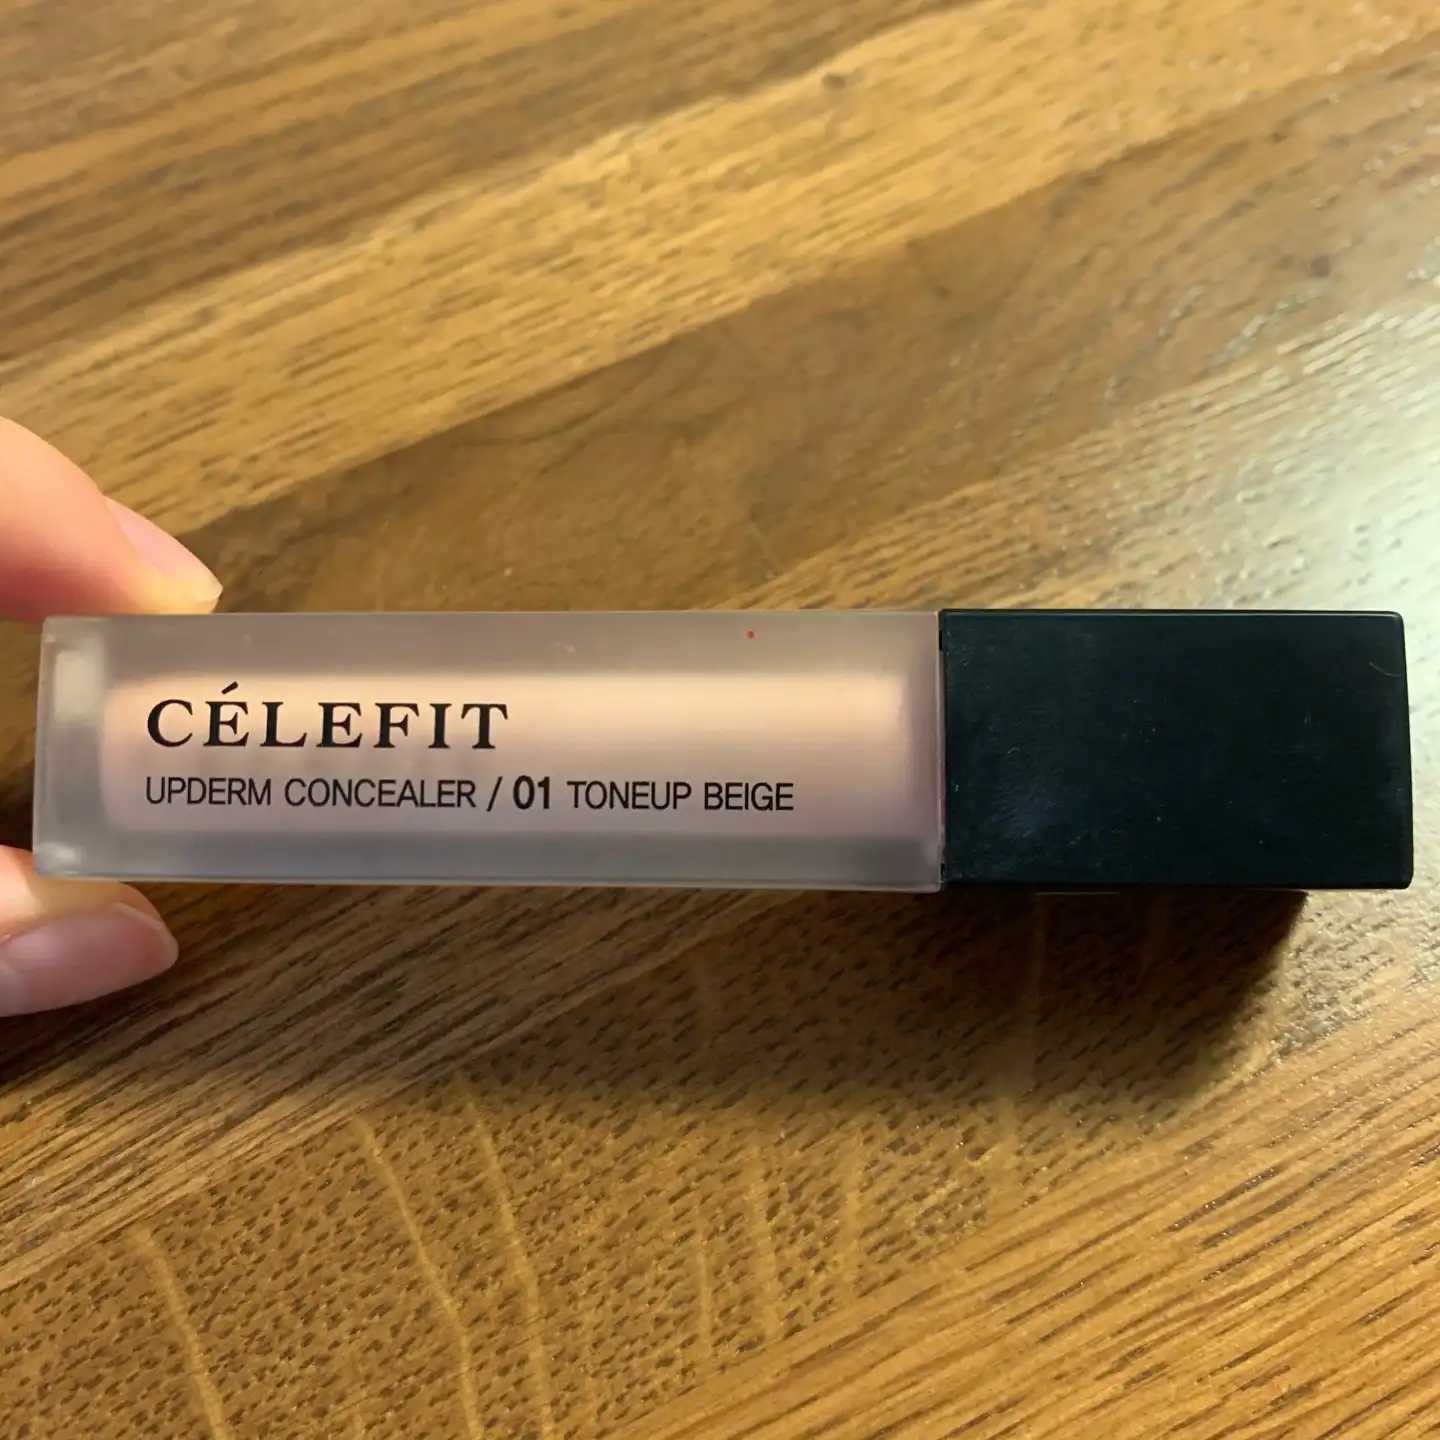 CÉLEFIT
UPDERM CONCEALER / 01 TONEUP BEIGE